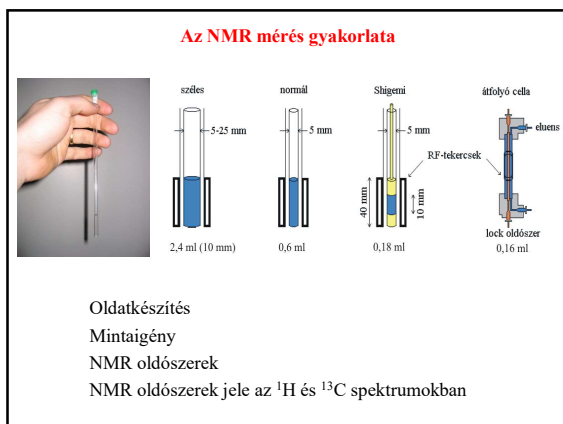 Az NMR mérés gyakorlata
széles
normál
Shigemi
átfolyó cella
5-25 mm
5 mm
5 mm
eluens
RF-tekercsek
40 mm
10 mm
lock oldószer
2,4 ml (10 mm)
0,6 ml
0,18 ml
0,16 ml
Oldatkészítés
Mintaigény
NMR oldószerek
NMR oldószerek jele az ¹H és ¹³C spektrumokban